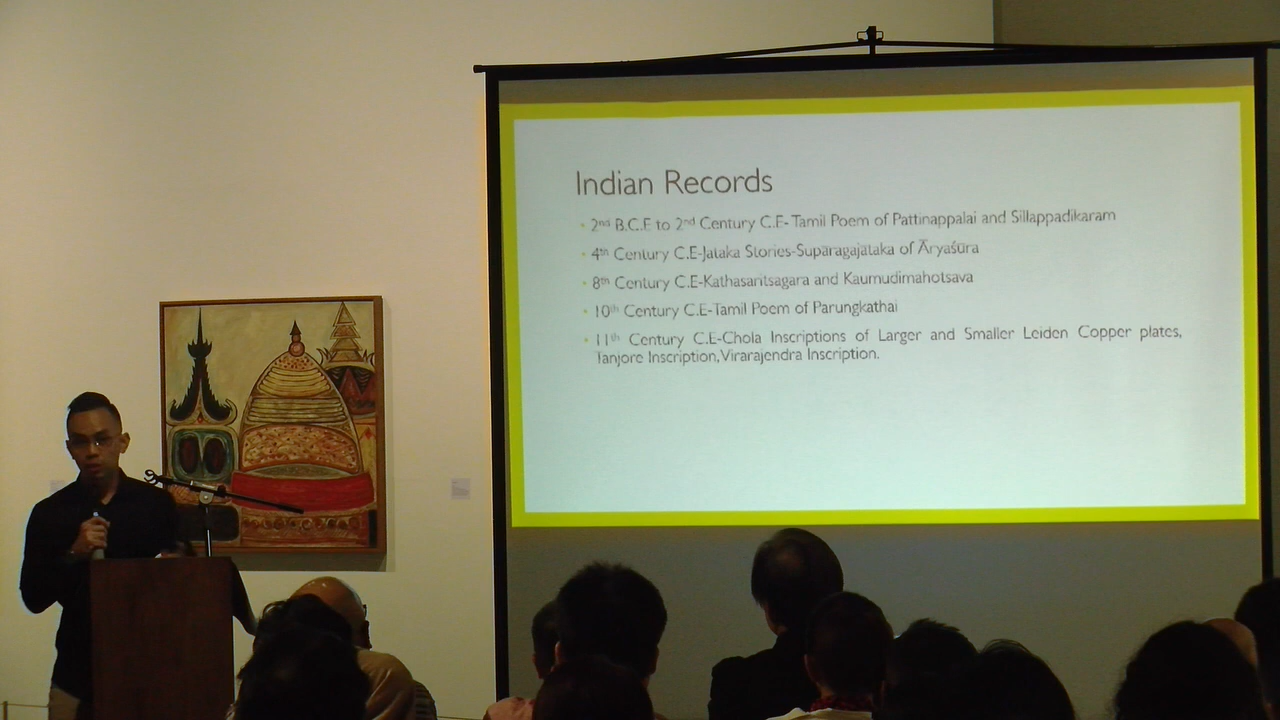 Indian Records
• 2nd B.C.E to 2nd Century C.E- Tamil Poem of Pattinappalai and Sillappadikaram
• 4th Century C.E-Jataka Stories-Suparagajataka of Āryaśūra
• 8th Century C.E-Kathasaritsagara and Kaumudimahotsava
• 10th Century C.E-Tamil Poem of Parungkathai
• 11th Century C.E-Chola Inscriptions of Larger and Smaller Leiden Copper plates,
Tanjore Inscription,Virarajendra Inscription.